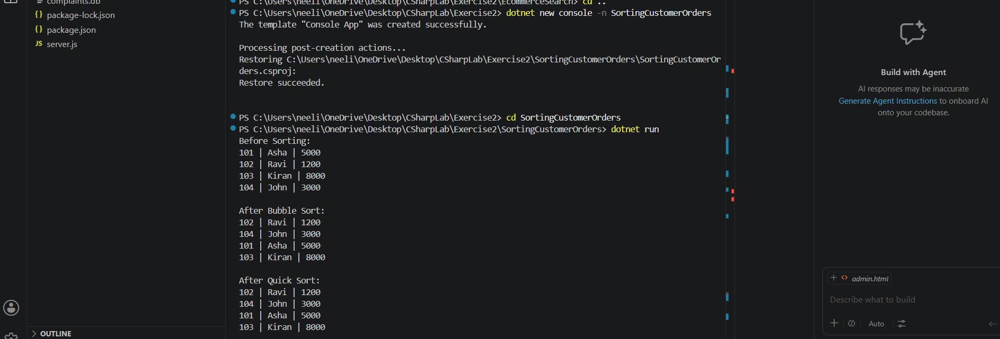 complaints.db
package-lock.json
package.json
JS server.js
OUTLINE
PS C:\Users\neeli\OneDrive\Desktop\CSharpLab\Exercise2\EcommerceSearch> cd ..
PS C:\Users\neeli\OneDrive\Desktop\CSharpLab\Exercise2> dotnet new console -n SortingCustomerOrders
The template "Console App" was created successfully.
Processing post-creation actions...
Restoring C:\Users\neeli\OneDrive\Desktop\CSharpLab\Exercise2\SortingCustomerOrders\SortingCustomerOr
ders.csproj:
Restore succeeded.
PS C:\Users\neeli\OneDrive\Desktop\CSharpLab\Exercise2> cd SortingCustomerOrders
PS C:\Users\neeli\OneDrive\Desktop\CSharpLab\Exercise2\SortingCustomerOrders> dotnet run
Before Sorting:
101 | Asha | 5000
102 | Ravi | 1200
103 | Kiran | 8000
104 | John | 3000
After Bubble Sort:
102 | Ravi | 1200
104 | John | 3000
101 | Asha | 5000
103 | Kiran | 8000
After Quick Sort:
102 | Ravi | 1200
104 | John | 3000
101 | Asha | 5000
103 | Kiran | 8000
Build with Agent
AI responses may be inaccurate
Generate Agent Instructions to onboard AI
onto your codebase.
admin.html
Describe what to build
Auto